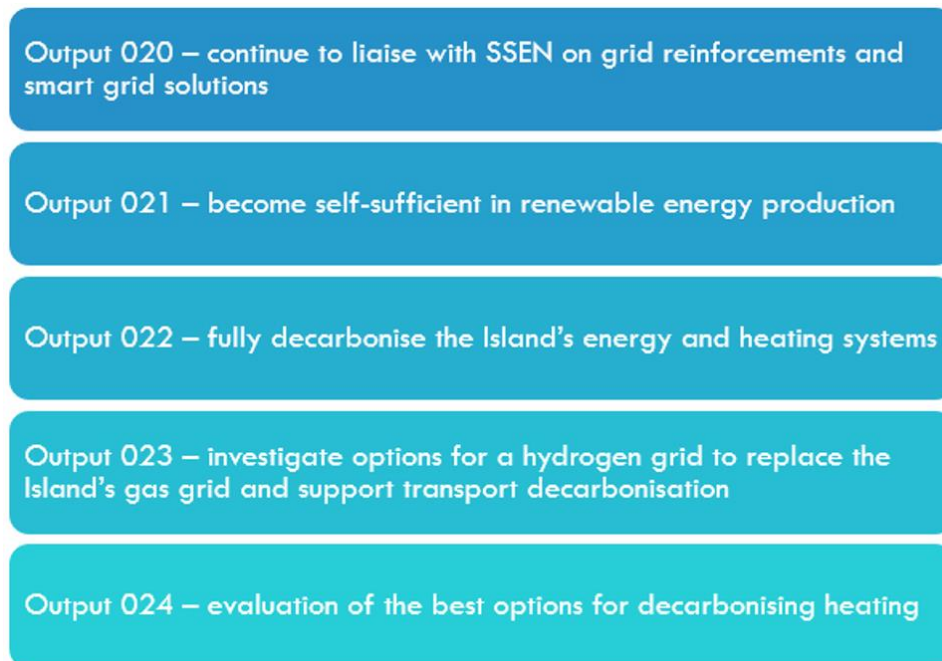 Output 020 – continue to liaise with SSEN on grid reinforcements and
smart grid solutions
Output 021 – become self-sufficient in renewable energy production
Output 022 – fully decarbonise the Island’s energy and heating systems
Output 023 – investigate options for a hydrogen grid to replace the
Island’s gas grid and support transport decarbonisation
Output 024 – evaluation of the best options for decarbonising heating